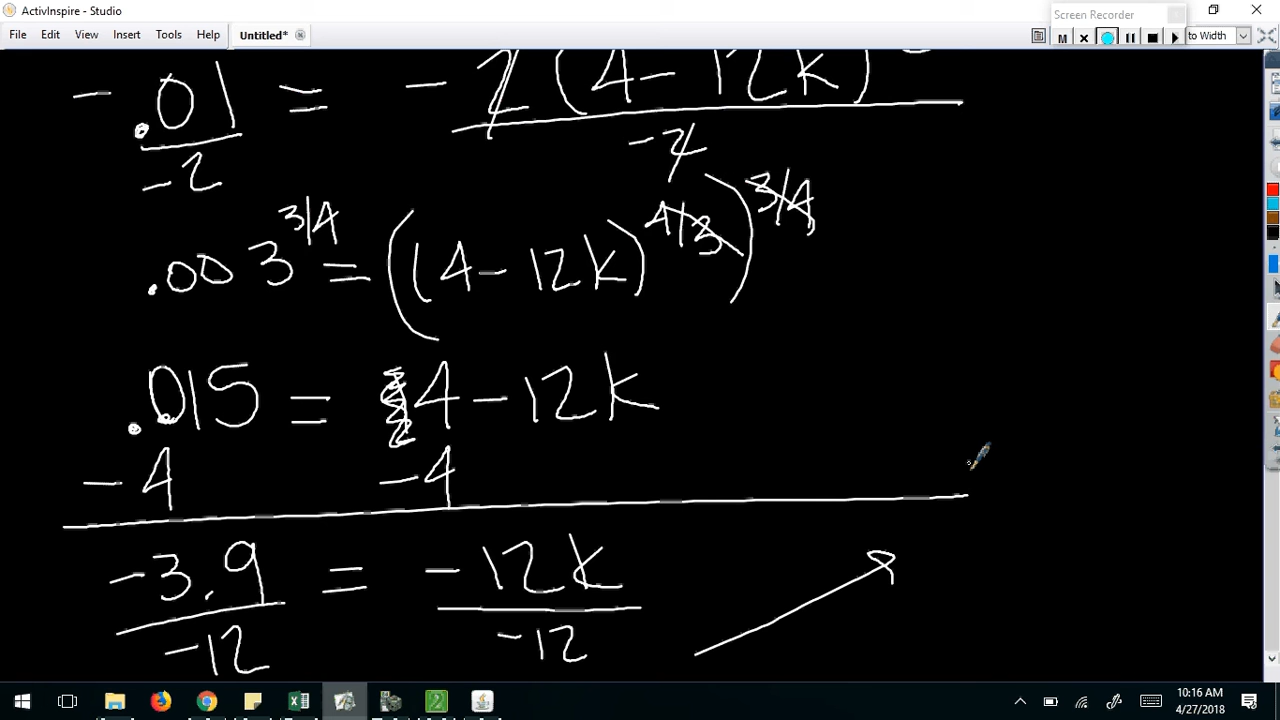 ActivInspire - Studio
Screen Recorder
File Edit View Insert Tools Help Untitled*
to Width
- .01 = - 2 (4 - 12k)
-2 -2
.003^3/4 = ((4 - 12k)^4/3)^3/4
.015 = 4 - 12k
- 4 - 4
-3.9 = -12k
-12 -12
10:16 AM
4/27/2018